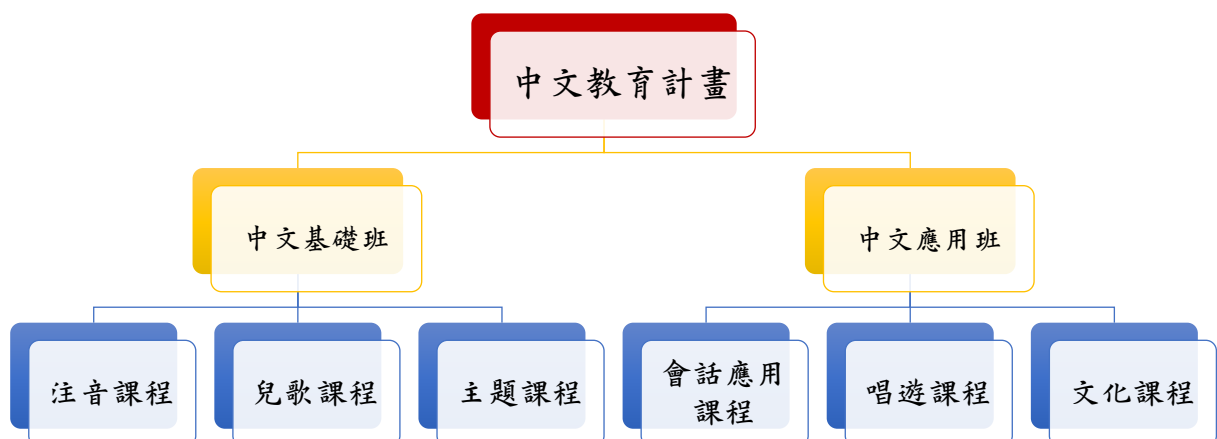 中文教育計畫
中文基礎班
中文應用班
注音課程
兒歌課程
主題課程
會話應用
課程
唱遊課程
文化課程